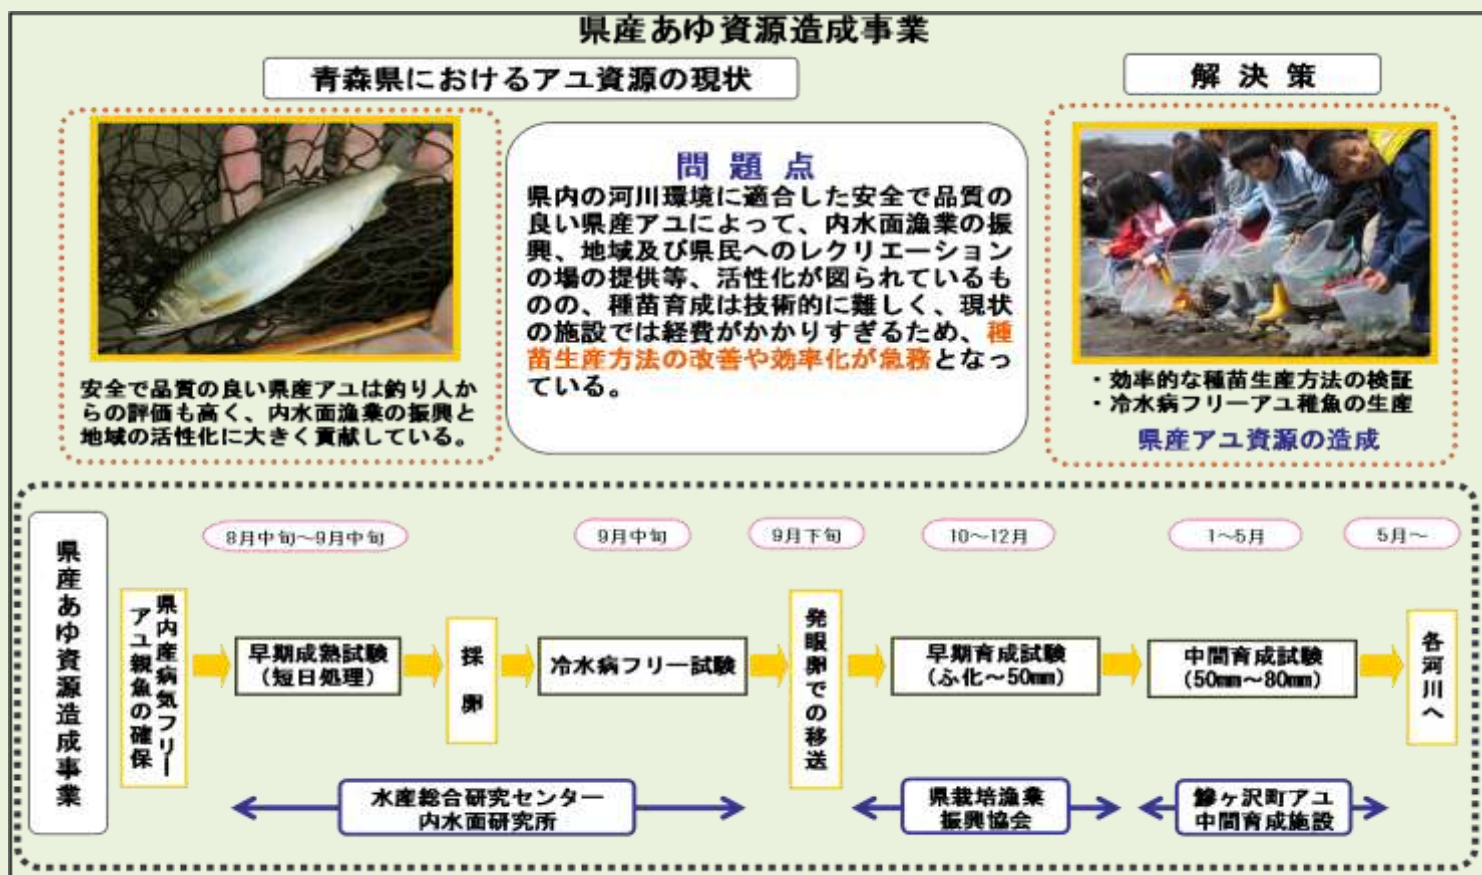 県産あゆ資源造成事業
青森県におけるアユ資源の現状
安全で品質の良い県産アユは釣り人か
らの評価も高く、内水面漁業の振興と
地域の活性化に大きく貢献している。
問題点
県内の河川環境に適合した安全で品質の
良い県産アユによって、内水面漁業の振
興、地域及び県民へのレクリエーション
の場の提供等、活性化が図られているも
のの、種苗育成は技術的に難しく、現状
の施設では経費がかかりすぎるため、種
苗生産方法の改善や効率化が急務となっ
ている。
解決策
・効率的な種苗生産方法の検証
・冷水病フリーアユ稚魚の生産
県産アユ資源の造成
県産あゆ資源造成事業
8月中旬～9月中旬
9月中旬
9月下旬
10～12月
1～5月
5月～
県内産病気フリー
アユ親魚の確保
早期成熟試験
（短日処理）
採卵
冷水病フリー試験
発眼卵での移送
早期育成試験
（ふ化～50mm）
中間育成試験
（50mm～80mm）
各河川へ
水産総合研究センター
内水面研究所
県栽培漁業
振興協会
鰺ヶ沢町アユ
中間育成施設